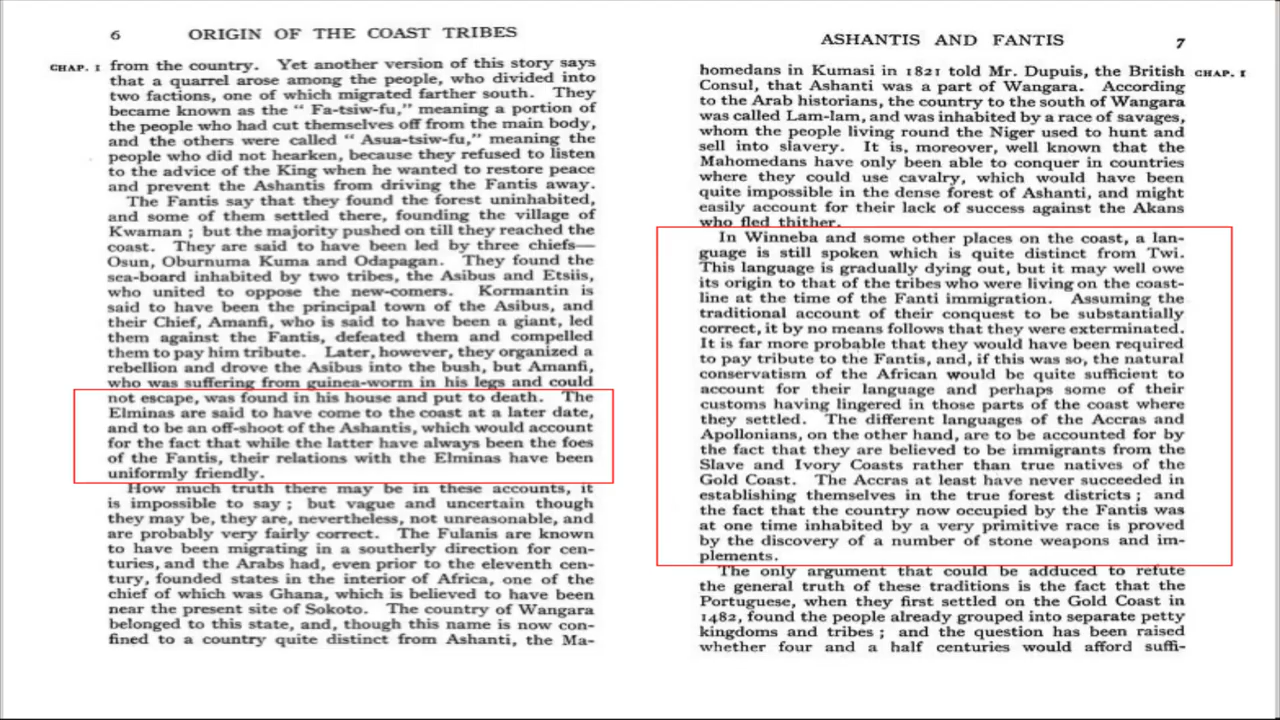 6 ORIGIN OF THE COAST TRIBES
CHAP. I from the country. Yet another version of this story says
that a quarrel arose among the people, who divided into
two factions, one of which migrated farther south. They
became known as the “ Fa-tsiw-fu,” meaning a portion of
the people who had cut themselves off from the main body,
and the others were called “ Asua-tsiw-fu,” meaning the
people who did not hearken, because they refused to listen
to the advice of the King when he wanted to restore peace
and prevent the Ashantis from driving the Fantis away.
The Fantis say that they found the forest uninhabited,
and some of them settled there, founding the village of
Kwaman ; but the majority pushed on till they reached the
coast. They are said to have been led by three chiefs—
Osun, Oburnuma Kuma and Odapagan. They found the
sea-board inhabited by two tribes, the Asibus and Etsiis,
who united to oppose the new-comers. Kormantin is
said to have been the principal town of the Asibus, and
their Chief, Amanfi, who is said to have been a giant, led
them against the Fantis, defeated them and compelled
them to pay him tribute. Later, however, they organized a
rebellion and drove the Asibus into the bush, but Amanfi,
who was suffering from guinea-worm in his legs and could
not escape, was found in his house and put to death. The
Elminas are said to have come to the coast at a later date,
and to be an off-shoot of the Ashantis, which would account
for the fact that while the latter have always been the foes
of the Fantis, their relations with the Elminas have been
uniformly friendly.
How much truth there may be in these accounts, it
is impossible to say ; but vague and uncertain though
they may be, they are, nevertheless, not unreasonable, and
are probably very fairly correct. The Fulanis are known
to have been migrating in a southerly direction for cen-
turies, and the Arabs had, even prior to the eleventh cen-
tury, founded states in the interior of Africa, one of the
chief of which was Ghana, which is believed to have been
near the present site of Sokoto. The country of Wangara
belonged to this state, and, though this name is now con-
fined to a country quite distinct from Ashanti, the Ma-
ASHANTIS AND FANTIS 7
homedans in Kumasi in 1821 told Mr. Dupuis, the British CHAP. I
Consul, that Ashanti was a part of Wangara. According
to the Arab historians, the country to the south of Wangara
was called Lam-lam, and was inhabited by a race of savages,
whom the people living round the Niger used to hunt and
sell into slavery. It is, moreover, well known that the
Mahomedans have only been able to conquer in countries
where they could use cavalry, which would have been
quite impossible in the dense forest of Ashanti, and might
easily account for their lack of success against the Akans
who fled thither.
In Winneba and some other places on the coast, a lan-
guage is still spoken which is quite distinct from Twi.
This language is gradually dying out, but it may well owe
its origin to that of the tribes who were living on the coast-
line at the time of the Fanti immigration. Assuming the
traditional account of their conquest to be substantially
correct, it by no means follows that they were exterminated.
It is far more probable that they would have been required
to pay tribute to the Fantis, and, if this was so, the natural
conservatism of the African would be quite sufficient to
account for their language and perhaps some of their
customs having lingered in those parts of the coast where
they settled. The different languages of the Accras and
Apollonians, on the other hand, are to be accounted for by
the fact that they are believed to be immigrants from the
Slave and Ivory Coasts rather than true natives of the
Gold Coast. The Accras at least have never succeeded in
establishing themselves in the true forest districts ; and
the fact that the country now occupied by the Fantis was
at one time inhabited by a very primitive race is proved
by the discovery of a number of stone weapons and im-
plements.
The only argument that could be adduced to refute
the general truth of these traditions is the fact that the
Portuguese, when they first settled on the Gold Coast in
1482, found the people already grouped into separate petty
kingdoms and tribes ; and the question has been raised
whether four and a half centuries would afford suffi-